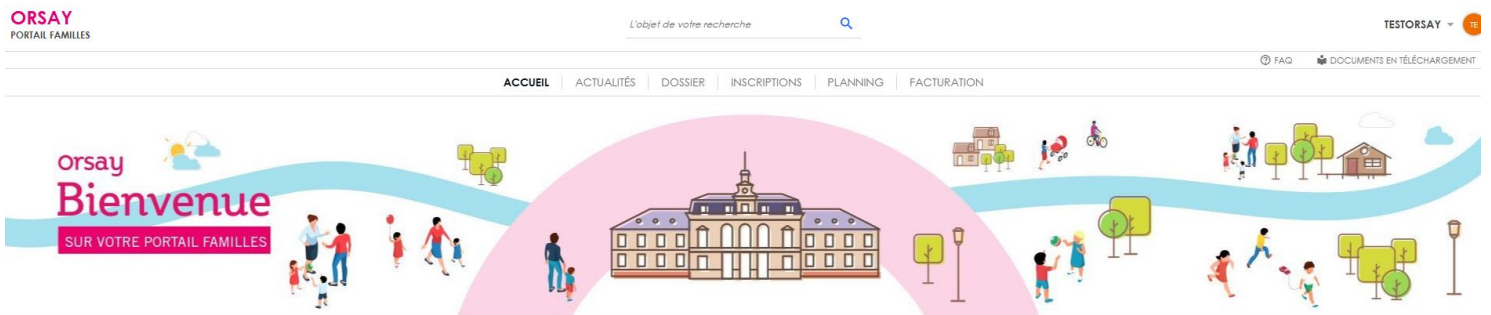 ORSAY
PORTAIL FAMILLES
L'objet de votre recherche
TESTORSAY
TE
FAQ
DOCUMENTS EN TÉLÉCHARGEMENT
ACCUEIL ACTUALITÉS DOSSIER INSCRIPTIONS PLANNING FACTURATION
orsay
Bienvenue
SUR VOTRE PORTAIL FAMILLES